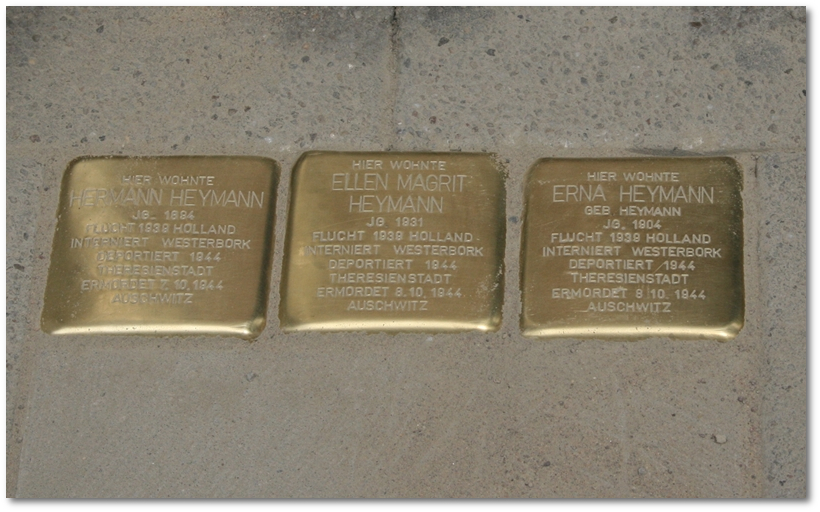 HIER WOHNTE
HERMANN HEYMANN
JG. 1894
FLUCHT 1939 HOLLAND
INTERNIERT WESTERBORK
DEPORTIERT 1944
THERESIENSTADT
ERMORDET 7.10.1944
AUSCHWITZ
HIER WOHNTE
ELLEN MAGRIT
HEYMANN
JG. 1931
FLUCHT 1939 HOLLAND
INTERNIERT WESTERBORK
DEPORTIERT 1944
THERESIENSTADT
ERMORDET 8.10.1944
AUSCHWITZ
HIER WOHNTE
ERNA HEYMANN
GEB. HEYMANN
JG. 1904
FLUCHT 1939 HOLLAND
INTERNIERT WESTERBORK
DEPORTIERT 1944
THERESIENSTADT
ERMORDET 8.10.1944
AUSCHWITZ